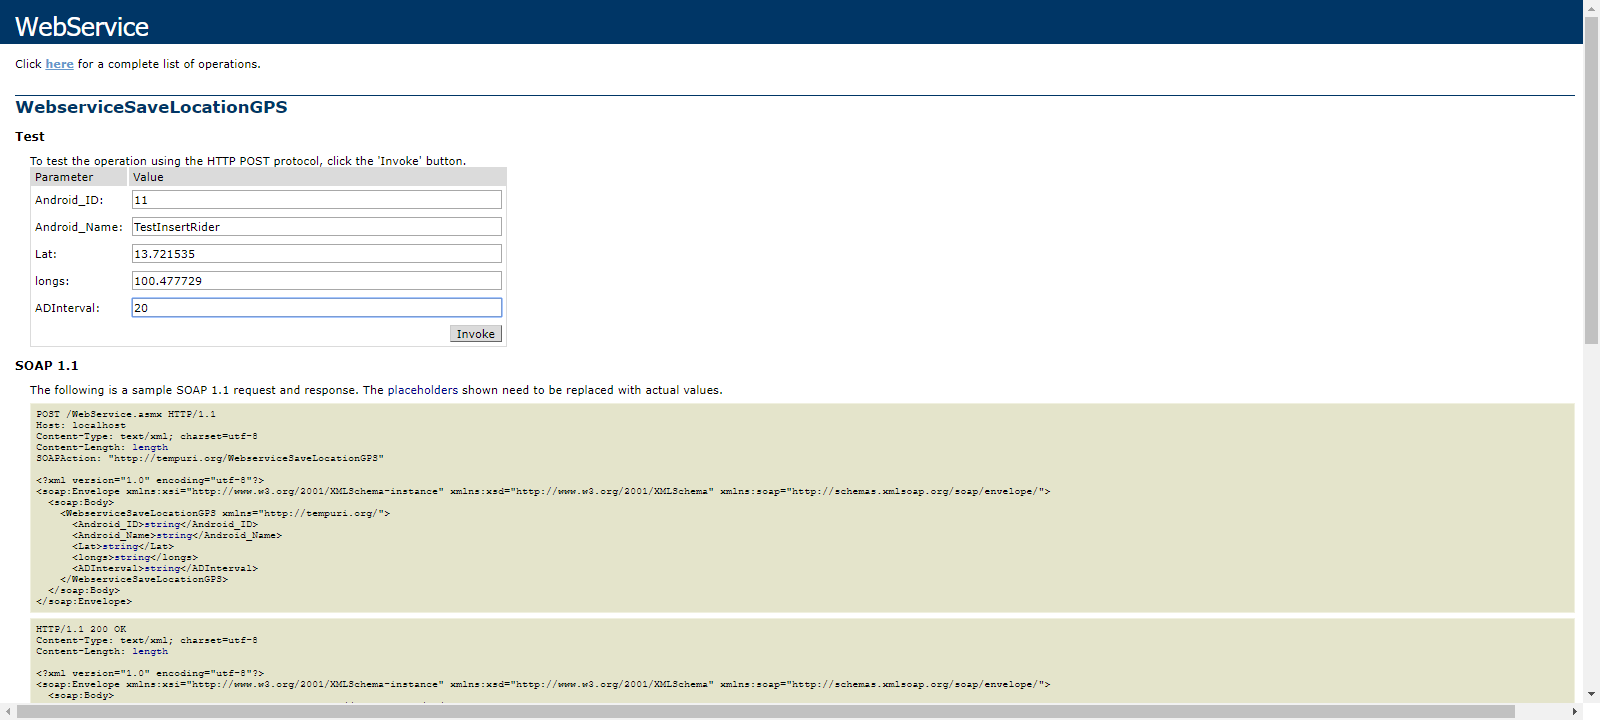 WebService
Click here for a complete list of operations.
WebserviceSaveLocationGPS
Test
To test the operation using the HTTP POST protocol, click the 'Invoke' button.
Parameter Value
Android_ID: 11
Android_Name: TestInsertRider
Lat: 13.721535
longs: 100.477729
ADInterval: 20
Invoke
SOAP 1.1
The following is a sample SOAP 1.1 request and response. The placeholders shown need to be replaced with actual values.
POST /WebService.asmx HTTP/1.1
Host: localhost
Content-Type: text/xml; charset=utf-8
Content-Length: length
SOAPAction: "http://tempuri.org/WebserviceSaveLocationGPS"
<?xml version="1.0" encoding="utf-8"?>
<soap:Envelope xmlns:xsi="http://www.w3.org/2001/XMLSchema-instance" xmlns:xsd="http://www.w3.org/2001/XMLSchema" xmlns:soap="http://schemas.xmlsoap.org/soap/envelope/">
<soap:Body>
<WebserviceSaveLocationGPS xmlns="http://tempuri.org/">
<Android_ID>string</Android_ID>
<Android_Name>string</Android_Name>
<Lat>string</Lat>
<longs>string</longs>
<ADInterval>string</ADInterval>
</WebserviceSaveLocationGPS>
</soap:Body>
</soap:Envelope>
HTTP/1.1 200 OK
Content-Type: text/xml; charset=utf-8
Content-Length: length
<?xml version="1.0" encoding="utf-8"?>
<soap:Envelope xmlns:xsi="http://www.w3.org/2001/XMLSchema-instance" xmlns:xsd="http://www.w3.org/2001/XMLSchema" xmlns:soap="http://schemas.xmlsoap.org/soap/envelope/">
<soap:Body>